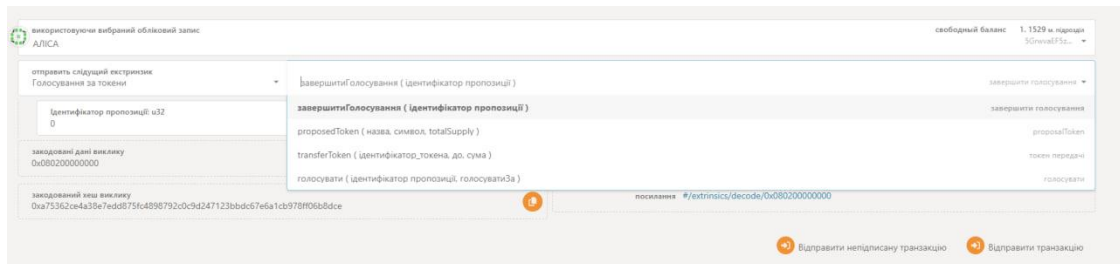 використовуючи вибраний обліковий запис
АЛІСА
свободный баланс 1. 1529 м. підрозділ
5GrwvaEF5z...
отправить слідущий екстринзик
Голосування за токени
завершитиГолосування ( ідентифікатор пропозиції )
завершити голосування
завершитиГолосування ( ідентифікатор пропозиції )
завершити голосування
Ідентифікатор пропозиції: u32
0
proposedToken ( назва, символ, totalSupply )
proposalToken
transferToken ( ідентифікатор_токена, до, сума )
токен передачі
голосувати ( ідентифікатор пропозиції, голосуватиЗа )
голосувати
закодовані дані виклику
0x080200000000
закодований хеш виклику
0xa75362ce4a38e7edd875fc4898792c0c9d247123bbdc67e6a1cb978ff06b8dce
посилання #/extrinsics/decode/0x080200000000
Відправити непідписану транзакцію
Відправити транзакцію